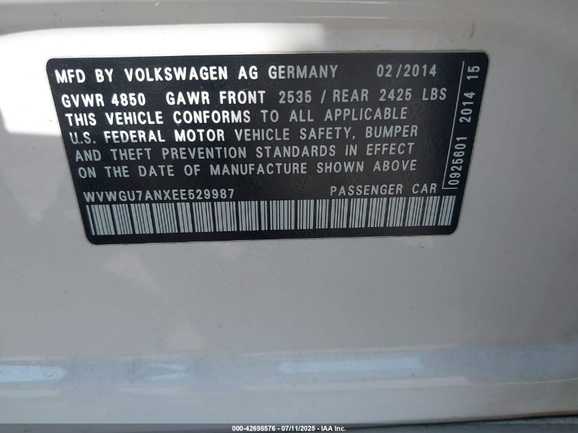 MFD BY VOLKSWAGEN AG GERMANY 02/2014
GVWR 4850 GAWR FRONT 2535 / REAR 2425 LBS
THIS VEHICLE CONFORMS TO ALL APPLICABLE
U.S. FEDERAL MOTOR VEHICLE SAFETY, BUMPER
AND THEFT PREVENTION STANDARDS IN EFFECT
ON THE DATE OF MANUFACTURE SHOWN ABOVE
WVWGU7ANXEE529987 PASSENGER CAR
0925601 2014 15
000-42698576 - 07/11/2025 - IAA Inc.